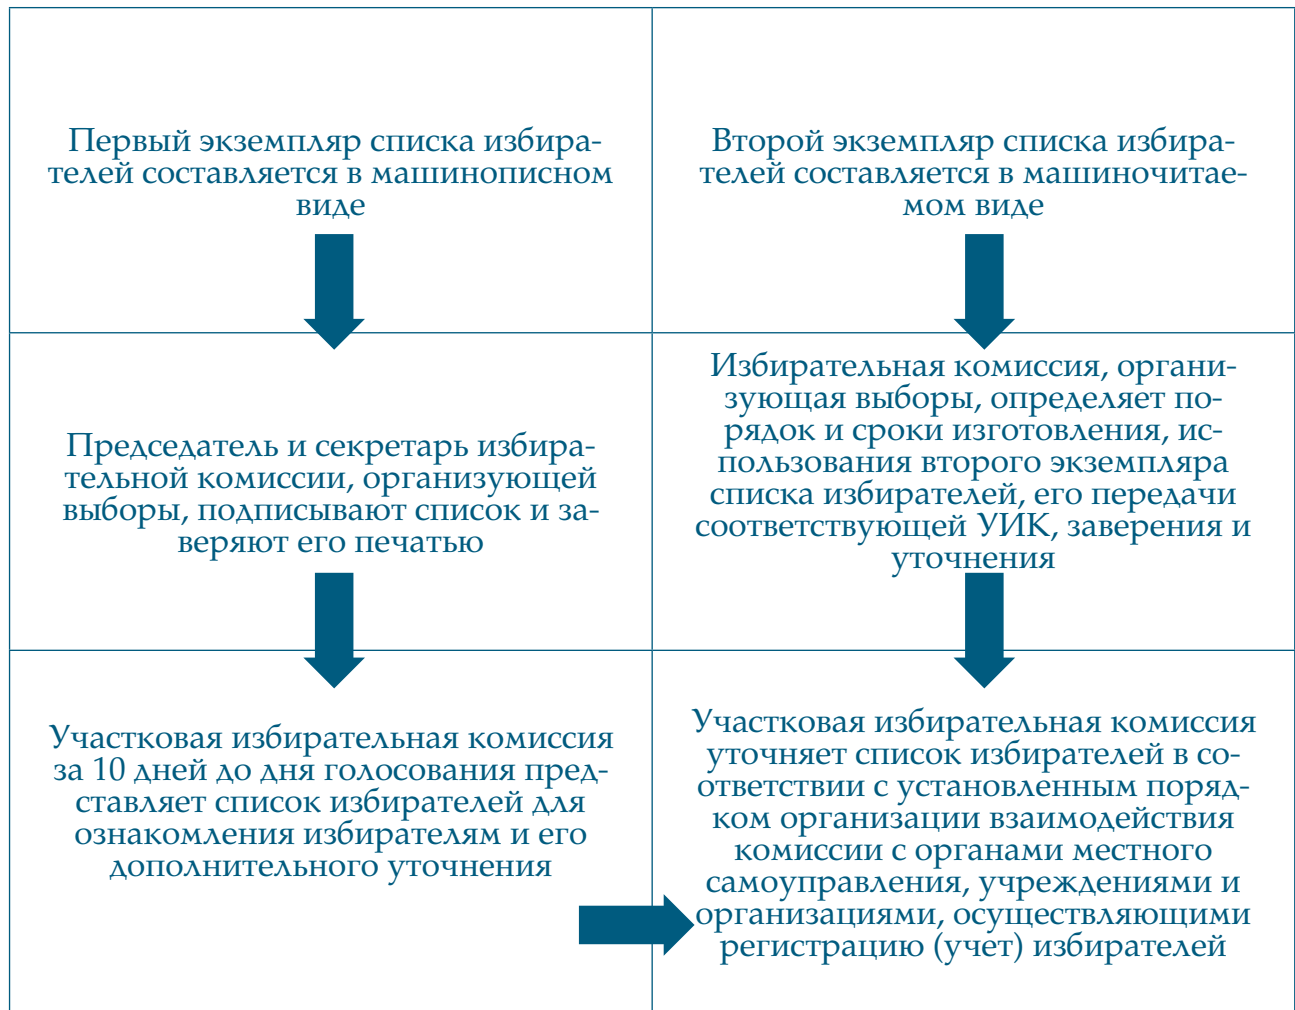 Первый экземпляр списка избира-
телей составляется в машинописном
виде
Второй экземпляр списка избира-
телей составляется в машиночитае-
мом виде
Председатель и секретарь избира-
тельной комиссии, организующей
выборы, подписывают список и за-
веряют его печатью
Избирательная комиссия, органи-
зующая выборы, определяет по-
рядок и сроки изготовления, ис-
пользования второго экземпляра
списка избирателей, его передачи
соответствующей УИК, заверения и
уточнения
Участковая избирательная комиссия
за 10 дней до дня голосования пред-
ставляет список избирателей для
ознакомления избирателям и его
дополнительного уточнения
Участковая избирательная комиссия
уточняет список избирателей в со-
ответствии с установленным поряд-
ком организации взаимодействия
комиссии с органами местного
самоуправления, учреждениями и
организациями, осуществляющими
регистрацию (учет) избирателей